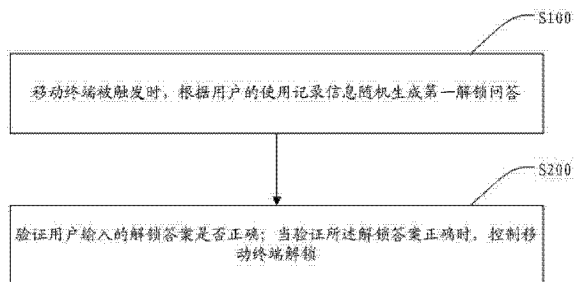 S100
移动终端被触发时，根据用户的使用记录信息随机生成第一解锁问答
S200
验证用户输入的解锁答案是否正确；当验证所述解锁答案正确时，控制移
动终端解锁